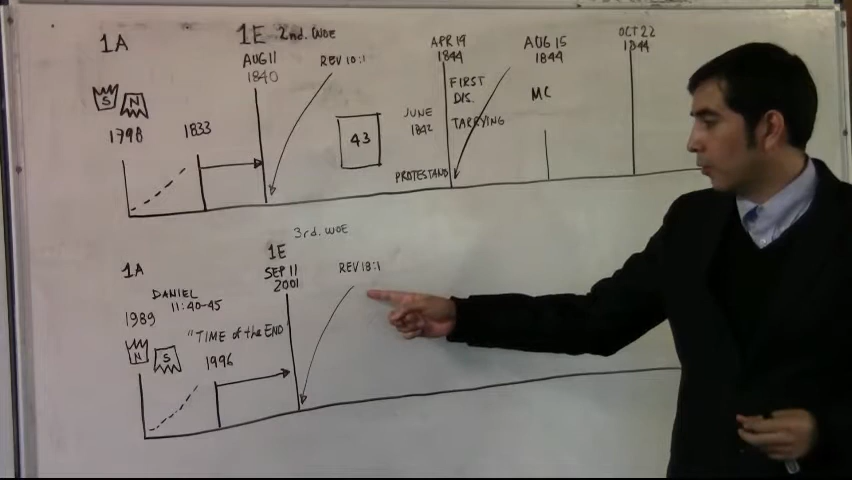 1A
1E 2nd. WOE
AUG 11
1840
REV 10:1
APR 19
1844
AUG 15
1844
OCT 22
1844
S N
1798
1833
43
JUNE
1842
FIRST
DIS.
TARRYING
MC
PROTESTAND
3rd. WOE
1A
1E
SEP 11
2001
REV 18:1
DANIEL
11:40-45
1989
"TIME of the END"
N S
1996